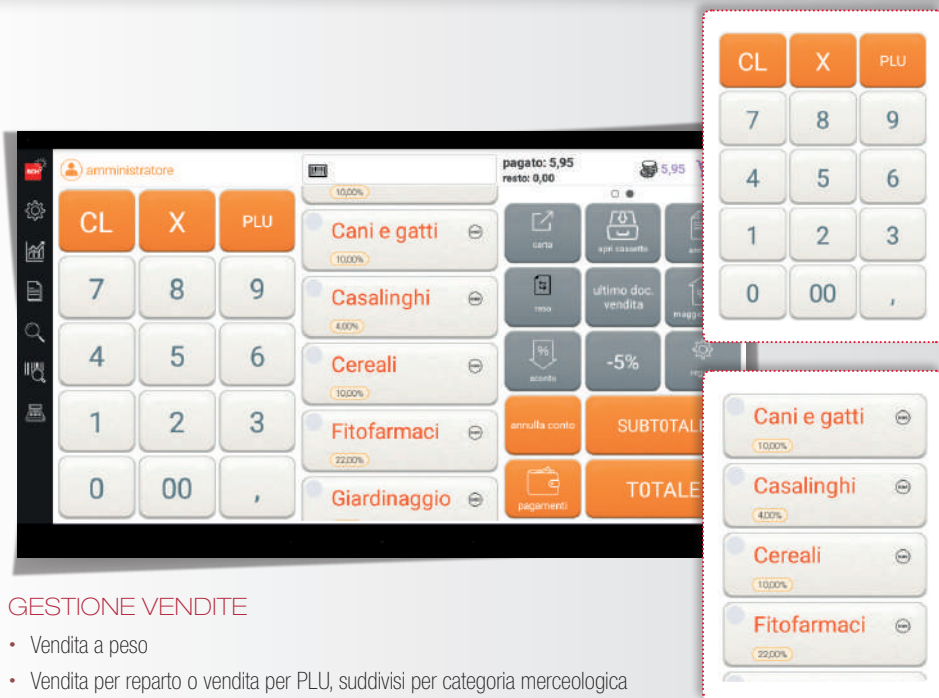 CL X PLU
7 8 9
4 5 6
1 2 3
0 00 ,
RCH
amministratore
CL X PLU
7 8 9
4 5 6
1 2 3
0 00 ,
10,00%
Cani e gatti
10,00%
Casalinghi
4,00%
Cereali
10,00%
Fitofarmaci
22,00%
Giardinaggio
pagato: 5,95
resto: 0,00
5,95
carta
apri cassetto
reso
ultimo doc.
vendita
sconto
-5%
annulla conto
SUBTOTAL
pagamenti
TOTALE
Cani e gatti
10,00%
Casalinghi
4,00%
Cereali
10,00%
Fitofarmaci
22,00%
GESTIONE VENDITE
• Vendita a peso
• Vendita per reparto o vendita per PLU, suddivisi per categoria merceologica